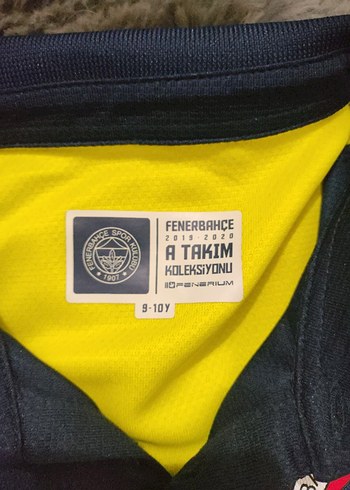 FENERBAHÇE SPOR KULÜBÜ
1907
FENERBAHÇE
2019-2020
A TAKIM
KOLEKSiYONU
FENERIUM
9-10Y